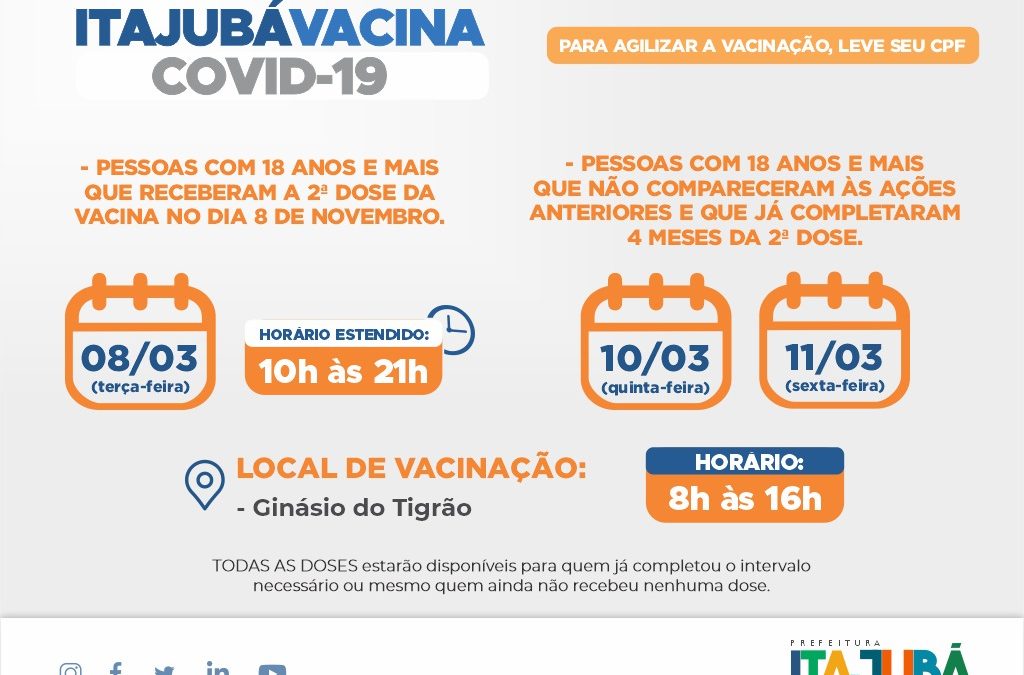 ITAJUBÁVACINA
COVID-19
PARA AGILIZAR A VACINAÇÃO, LEVE SEU CPF
- PESSOAS COM 18 ANOS E MAIS
QUE RECEBERAM A 2ª DOSE DA
VACINA NO DIA 8 DE NOVEMBRO.
08/03
(terça-feira)
HORÁRIO ESTENDIDO:
10h às 21h
- PESSOAS COM 18 ANOS E MAIS
QUE NÃO COMPARECERAM ÀS AÇÕES
ANTERIORES E QUE JÁ COMPLETARAM
4 MESES DA 2ª DOSE.
10/03
(quinta-feira)
11/03
(sexta-feira)
LOCAL DE VACINAÇÃO:
- Ginásio do Tigrão
HORÁRIO:
8h às 16h
TODAS AS DOSES estarão disponíveis para quem já completou o intervalo
necessário ou mesmo quem ainda não recebeu nenhuma dose.
PREFEITURA
ITAJUBÁ